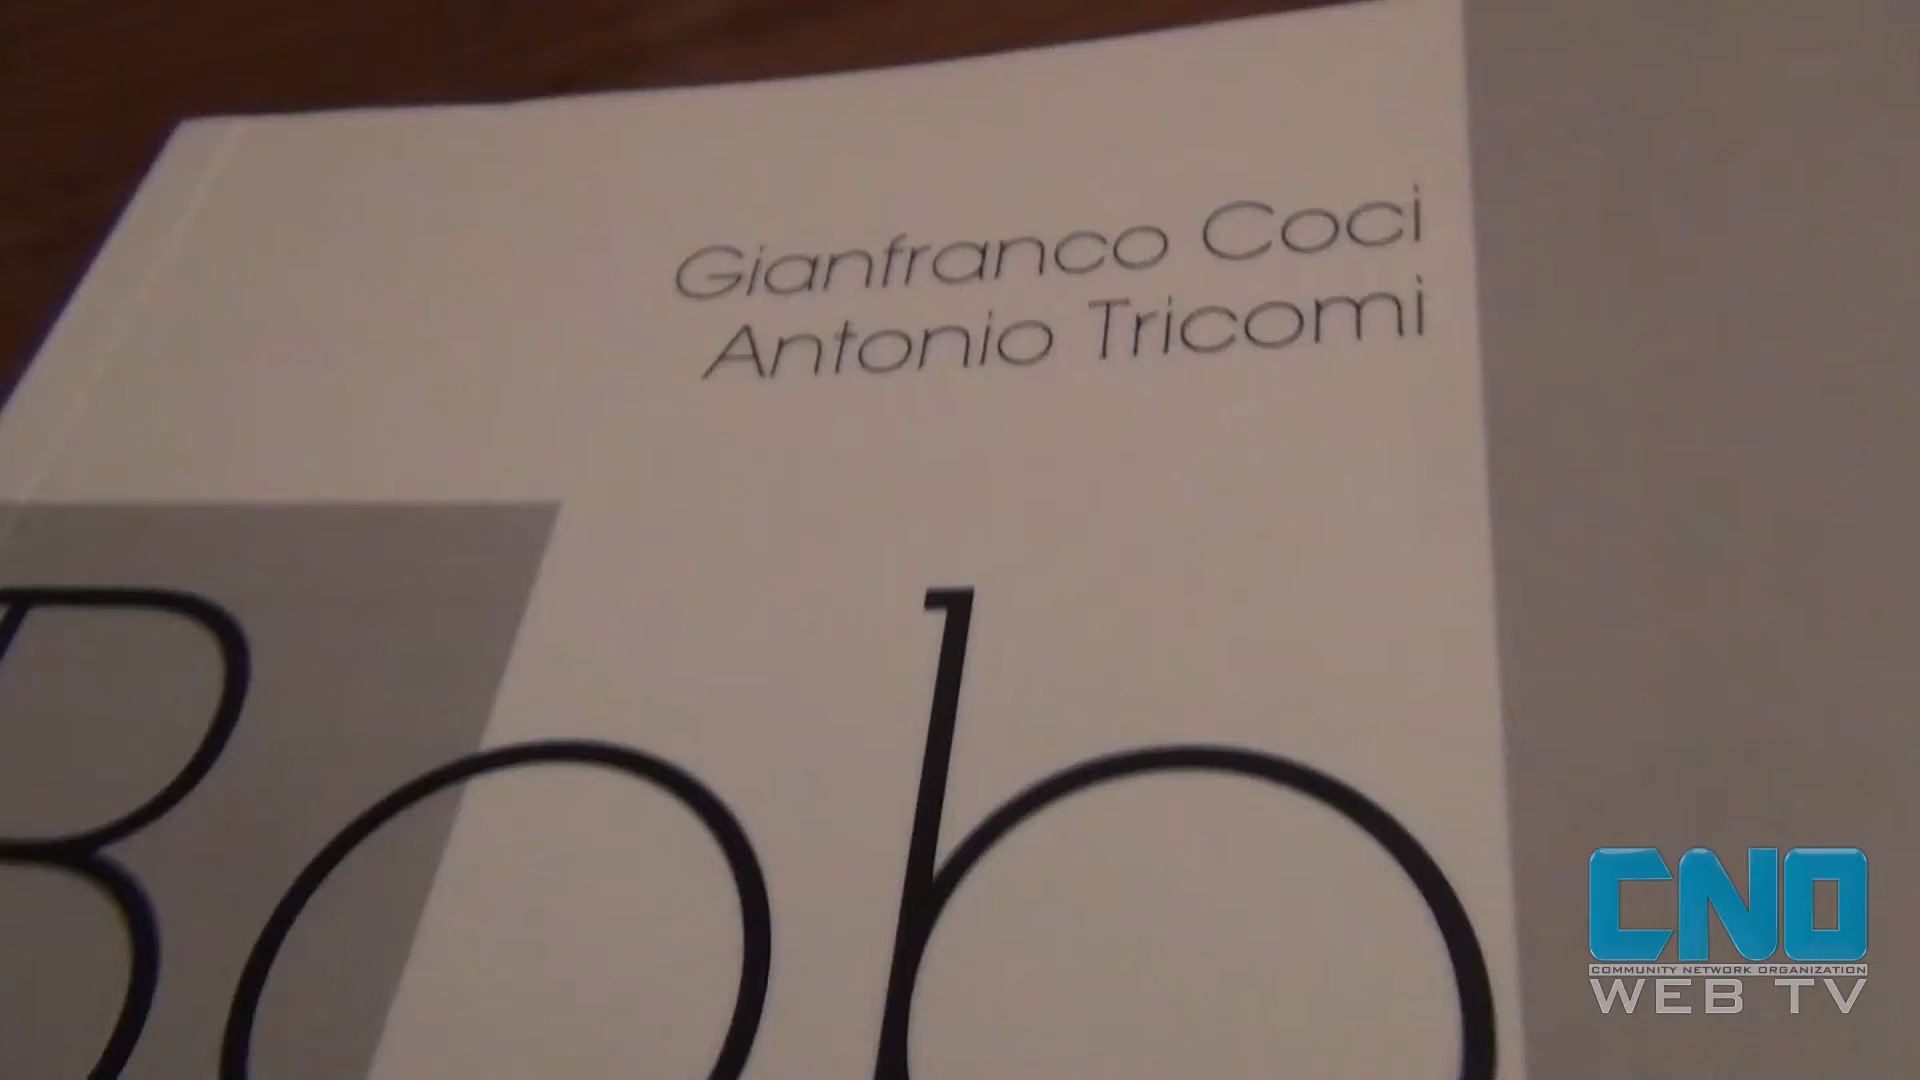 Gianfranco Coci
Antonio Tricomi
Bob
CNO
COMMUNITY NETWORK ORGANIZATION
WEB TV